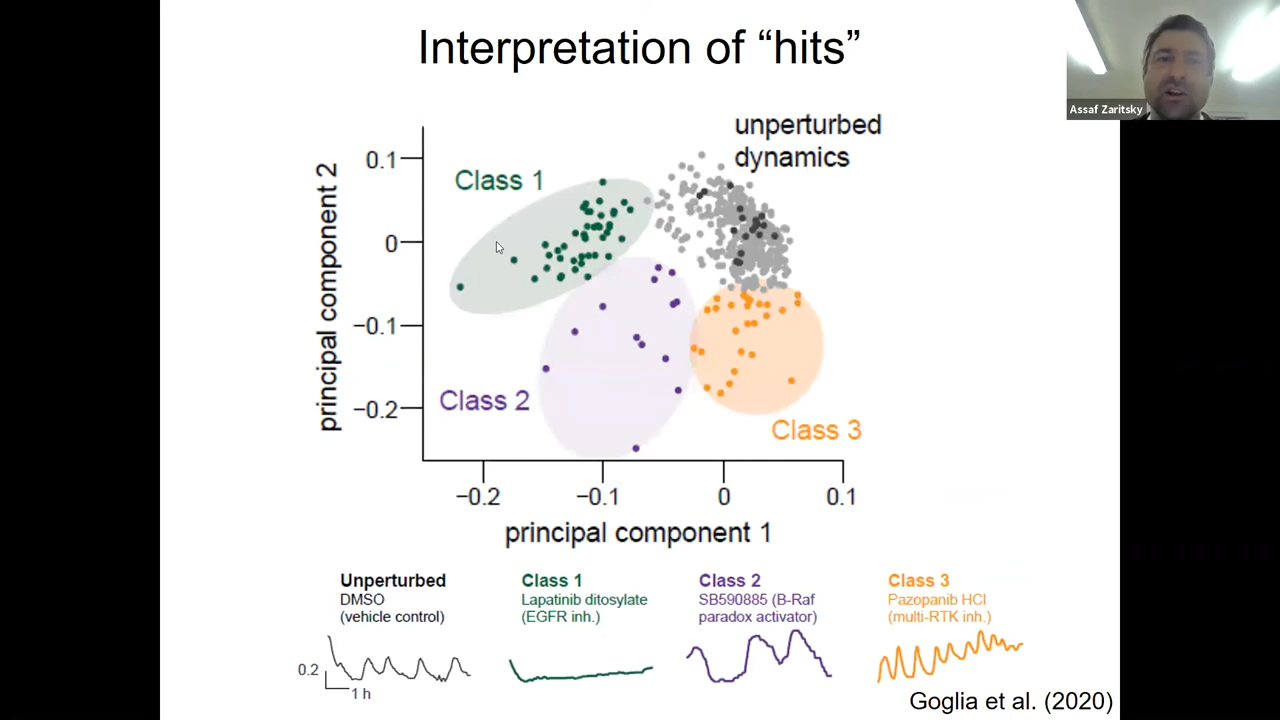 Interpretation of “hits”
Assaf Zaritsky
unperturbed
dynamics
Class 1
Class 2
Class 3
principal component 2
0.1
0
−0.1
−0.2
−0.2
−0.1
0
0.1
principal component 1
Unperturbed
DMSO
(vehicle control)
0.2
1 h
Class 1
Lapatinib ditosylate
(EGFR inh.)
Class 2
SB590885 (B-Raf
paradox activator)
Class 3
Pazopanib HCl
(multi-RTK inh.)
Goglia et al. (2020)